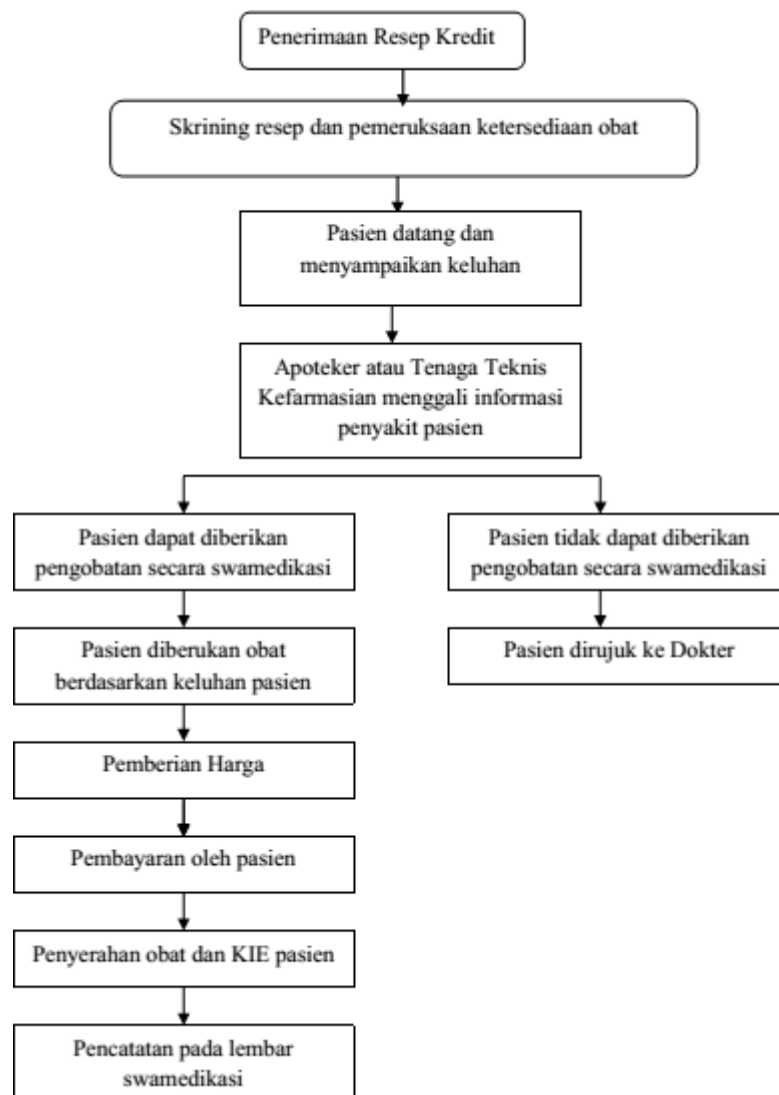 Penerimaan Resep Kredit
Skrining resep dan pemeruksaan ketersediaan obat
Pasien datang dan
menyampaikan keluhan
Apoteker atau Tenaga Teknis
Kefarmasian menggali informasi
penyakit pasien
Pasien dapat diberikan
pengobatan secara swamedikasi
Pasien tidak dapat diberikan
pengobatan secara swamedikasi
Pasien diberukan obat
berdasarkan keluhan pasien
Pasien dirujuk ke Dokter
Pemberian Harga
Pembayaran oleh pasien
Penyerahan obat dan KIE pasien
Pencatatan pada lembar
swamedikasi